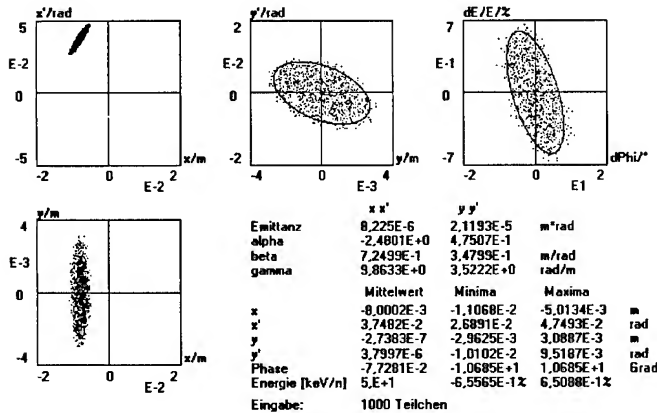 x'/rad
5
E-2
0
-5
-2 0 2
E-2
x/m
y'/rad
2
E-2
0
-2
-4 0 4
E-3
y/m
dE/E/%
7
E-1
0
-7
-2 0 2
E1
dPhi/°
y/m
4
E-3
0
-4
-2 0 2
E-2
x/m
x x' y y'
Emittanz 8,225E-6 2,1193E-5 m*rad
alpha -2,4801E+0 4,7507E-1
beta 7,2499E-1 3,4799E-1 m/rad
gamma 9,8633E+0 3,5222E+0 rad/m
Mittelwert Minima Maxima
x -8,0002E-3 -1,1068E-2 -5,0134E-3 m
x' 3,7482E-2 2,6891E-2 4,7493E-2 rad
y -2,7383E-7 -2,9625E-3 3,0887E-3 m
y' 3,7997E-6 -1,0102E-2 9,5187E-3 rad
Phase -7,7281E-2 -1,0685E+1 1,0685E+1 Grad
Energie [keV/n] 5,E+1 -6,5565E-1% 6,5088E-1%
Eingabe: 1000 Teilchen